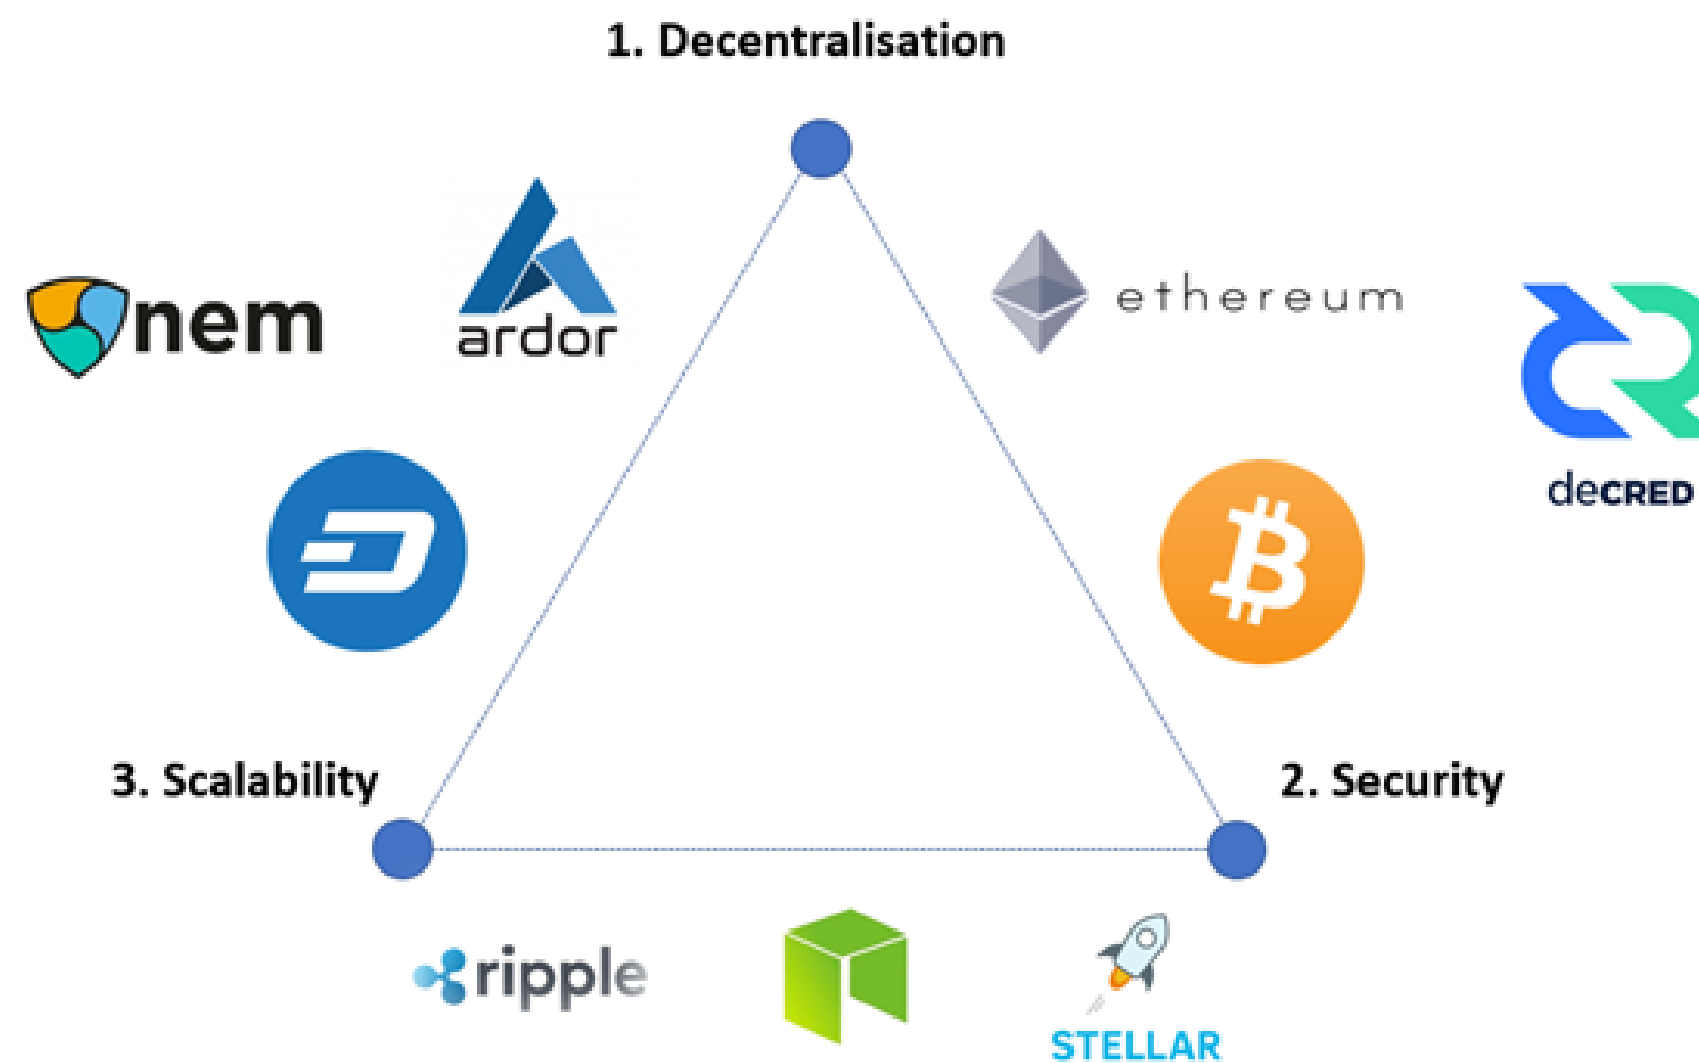 1. Decentralisation
nem
ardor
ethereum
deCRED
3. Scalability
2. Security
ripple
STELLAR